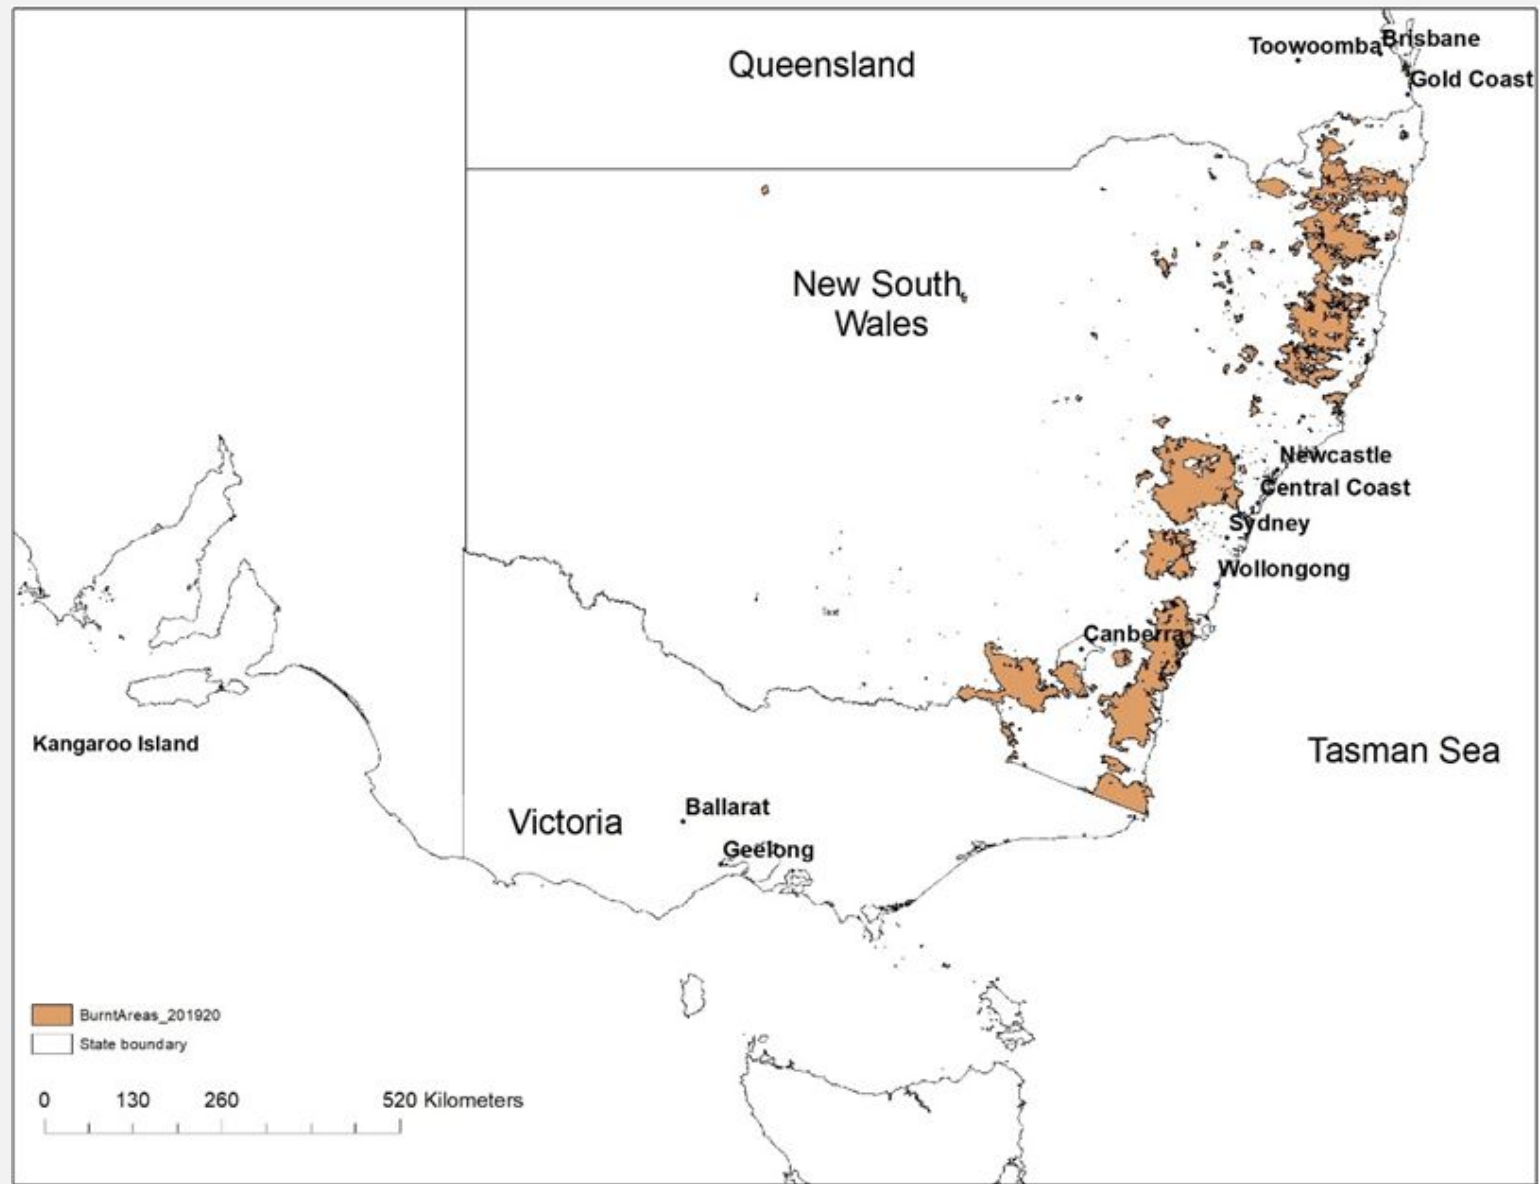 Queensland
Toowoomba
Brisbane
Gold Coast
New South
Wales
Newcastle
Central Coast
Sydney
Wollongong
Text
Canberra
Kangaroo Island
Tasman Sea
Victoria
Ballarat
Geelong
BurntAreas_201920
State boundary
0 130 260 520 Kilometers